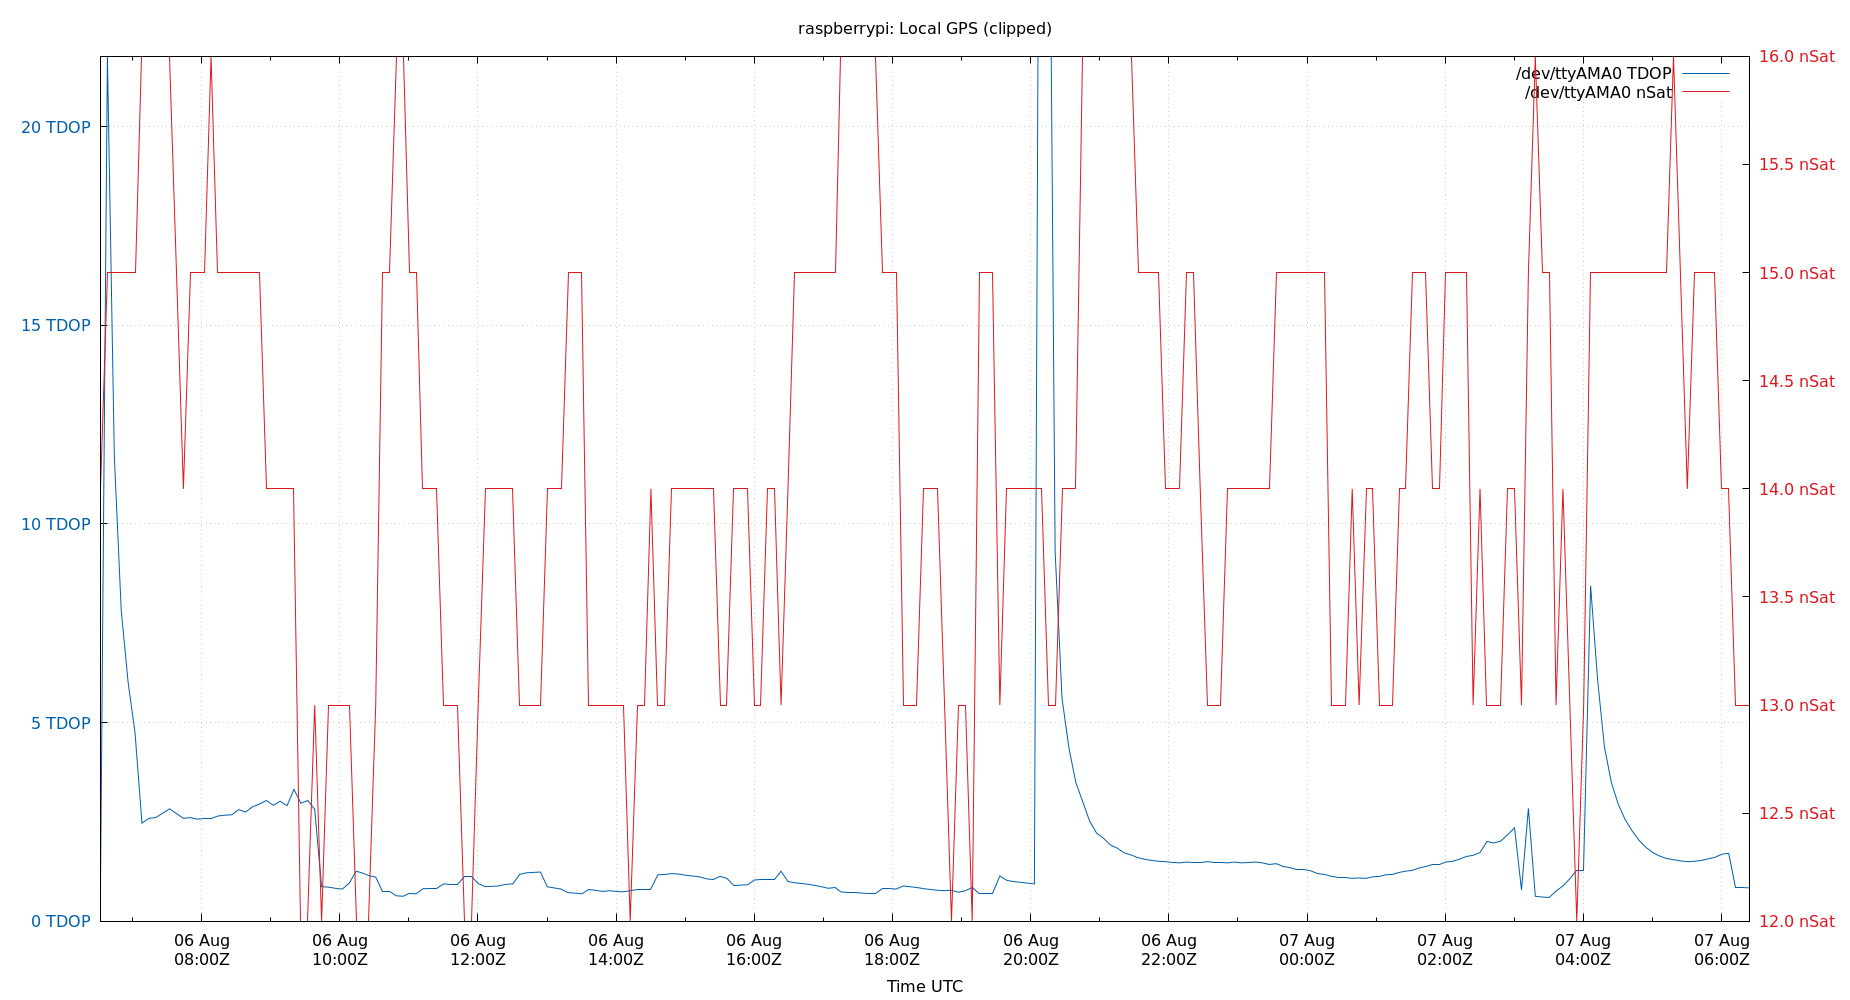 raspberrypi: Local GPS (clipped)
/dev/ttyAMA0 TDOP
/dev/ttyAMA0 nSat
20 TDOP
15 TDOP
10 TDOP
5 TDOP
0 TDOP
16.0 nSat
15.5 nSat
15.0 nSat
14.5 nSat
14.0 nSat
13.5 nSat
13.0 nSat
12.5 nSat
12.0 nSat
06 Aug
08:00Z
06 Aug
10:00Z
06 Aug
12:00Z
06 Aug
14:00Z
06 Aug
16:00Z
06 Aug
18:00Z
06 Aug
20:00Z
06 Aug
22:00Z
07 Aug
00:00Z
07 Aug
02:00Z
07 Aug
04:00Z
07 Aug
06:00Z
Time UTC